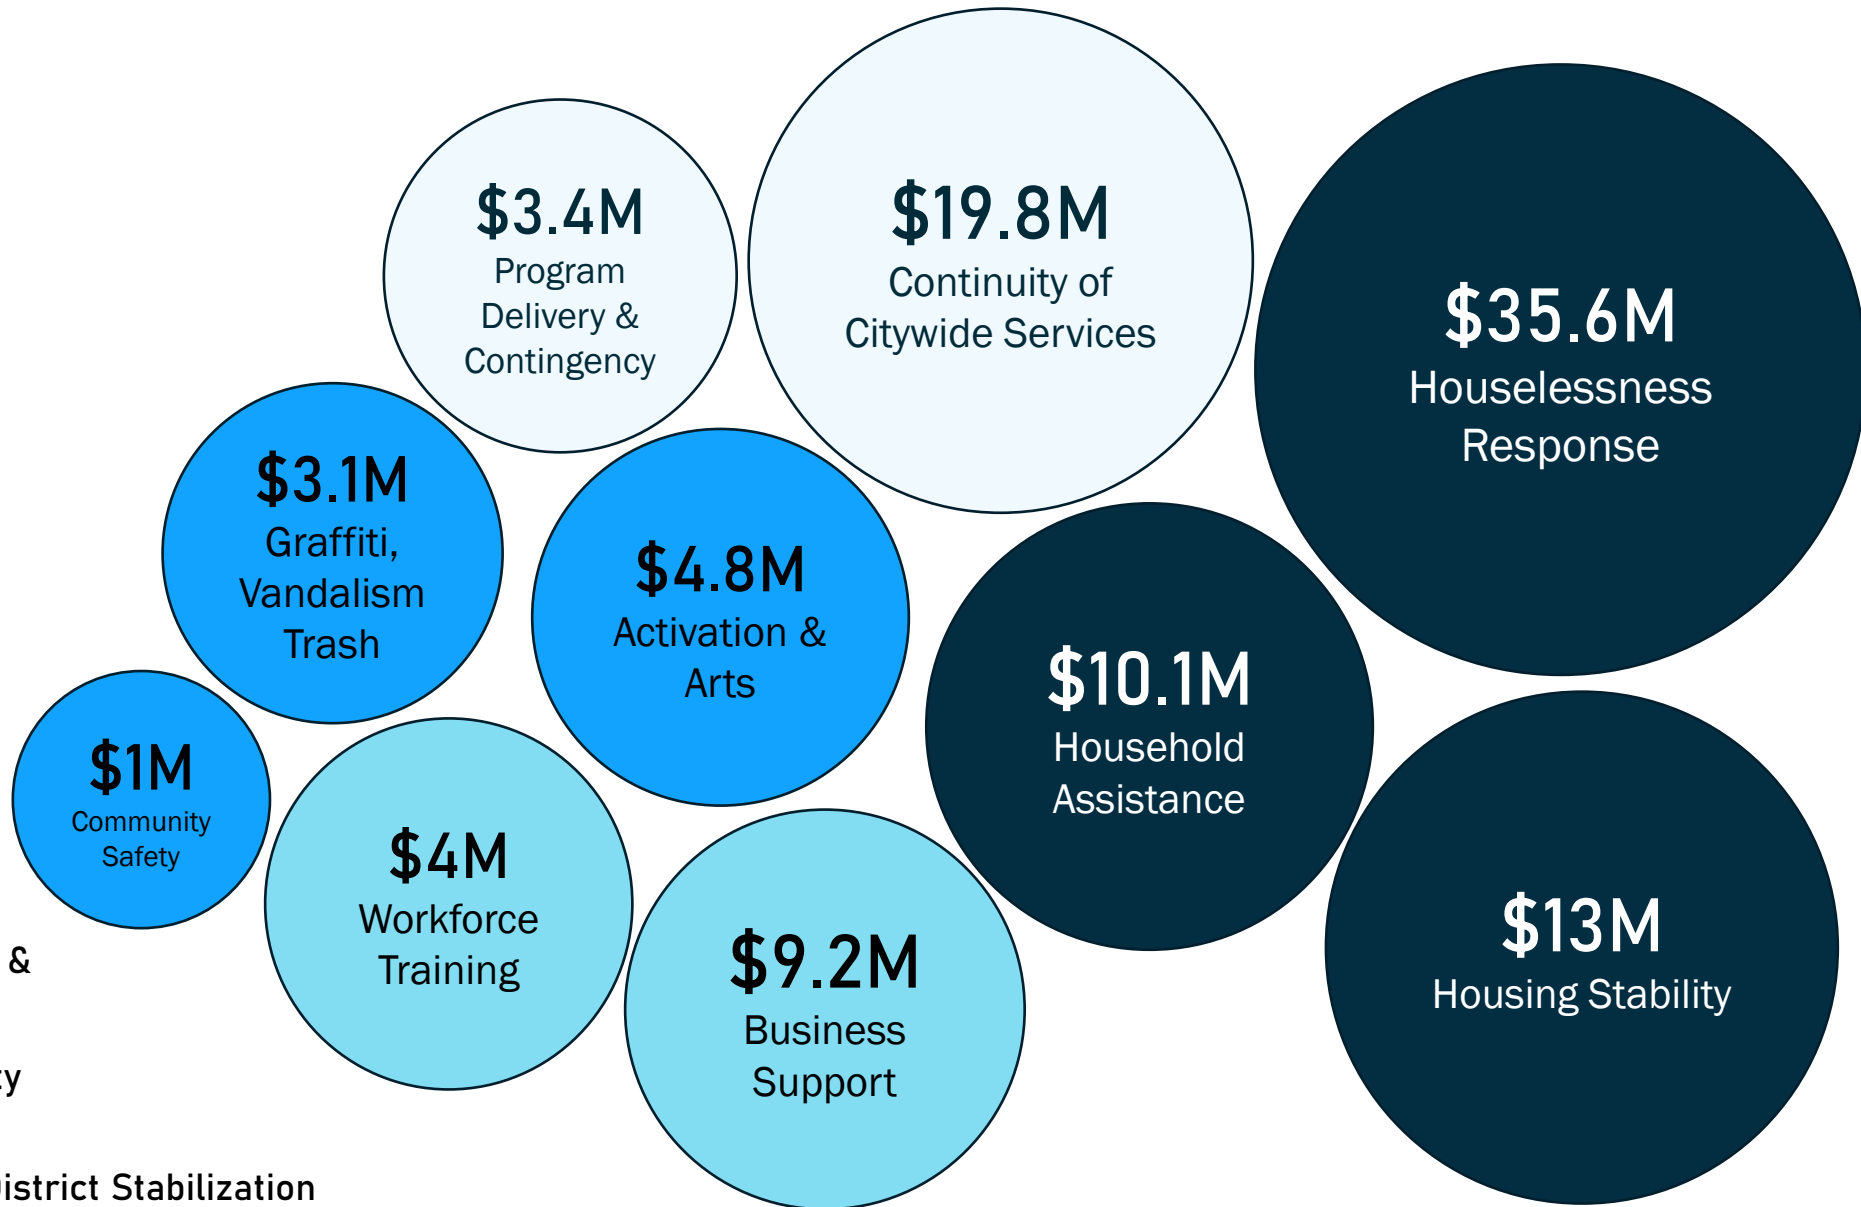 $3.4M
Program
Delivery &
Contingency
$19.8M
Continuity of
Citywide Services
$35.6M
Houselessness
Response
$3.1M
Graffiti,
Vandalism
Trash
$4.8M
Activation &
Arts
$10.1M
Household
Assistance
$1M
Community
Safety
$4M
Workforce
Training
$9.2M
Business
Support
$13M
Housing Stability
&
District Stabilization